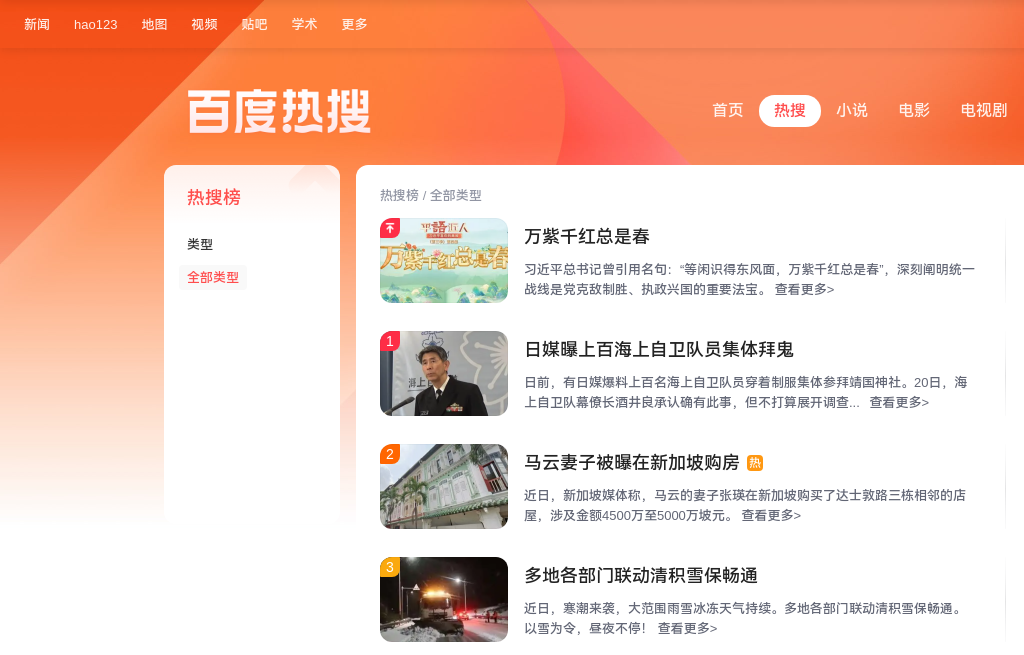 新闻 hao123 地图 视频 贴吧 学术 更多
百度热搜
首页 热搜 小说 电影 电视剧
热搜榜
类型
全部类型
热搜榜 / 全部类型
万紫千红总是春
万紫千红总是春
习近平总书记曾引用名句：“等闲识得东风面，万紫千红总是春”，深刻阐明统一
战线是党克敌制胜、执政兴国的重要法宝。 查看更多>
1
日媒曝上百海上自卫队员集体拜鬼
日前，有日媒爆料上百名海上自卫队员穿着制服集体参拜靖国神社。20日，海
上自卫队幕僚长酒井良承认确有此事，但不打算展开调查... 查看更多>
2
马云妻子被曝在新加坡购房 热
近日，新加坡媒体称，马云的妻子张瑛在新加坡购买了达士敦路三栋相邻的店
屋，涉及金额4500万至5000万坡元。 查看更多>
3
多地各部门联动清积雪保畅通
近日，寒潮来袭，大范围雨雪冰冻天气持续。多地各部门联动清积雪保畅通。
以雪为令，昼夜不停！ 查看更多>